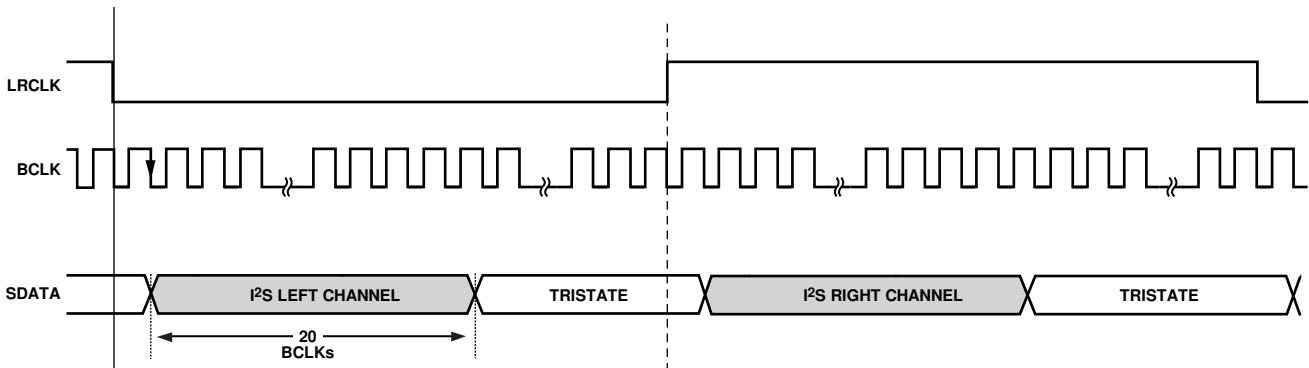 LRCLK
BCLK
SDATA
I²S LEFT CHANNEL
TRISTATE
I²S RIGHT CHANNEL
TRISTATE
20
BCLKs